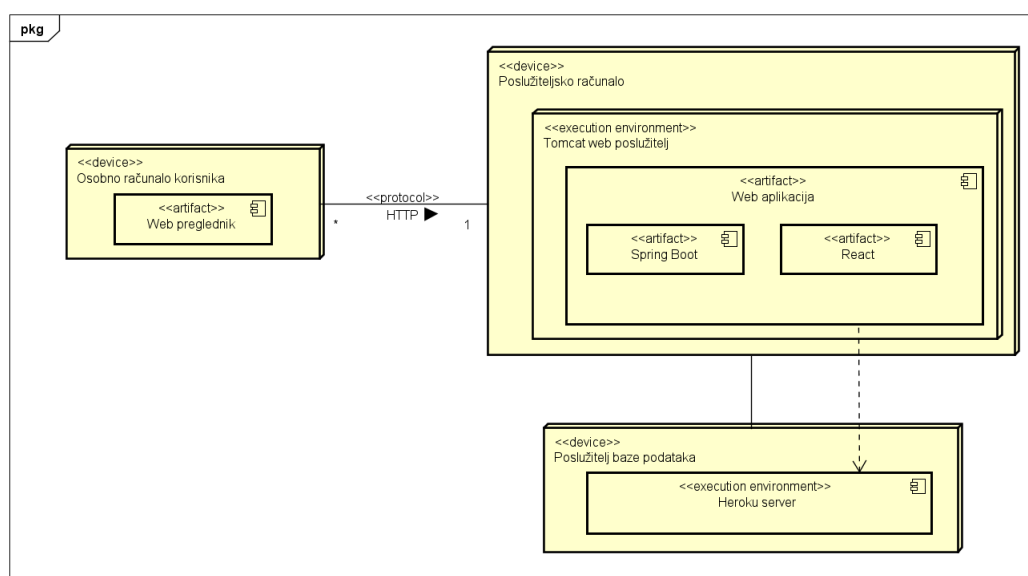 pkg
<<device>>
Poslužiteljsko računalo
<<execution environment>>
Tomcat web poslužitelj
<<device>>
Osobno računalo korisnika
<<artifact>>
Web preglednik
<<protocol>>
HTTP
*
1
<<artifact>>
Web aplikacija
<<artifact>>
Spring Boot
<<artifact>>
React
<<device>>
Poslužitelj baze podataka
<<execution environment>>
Heroku server